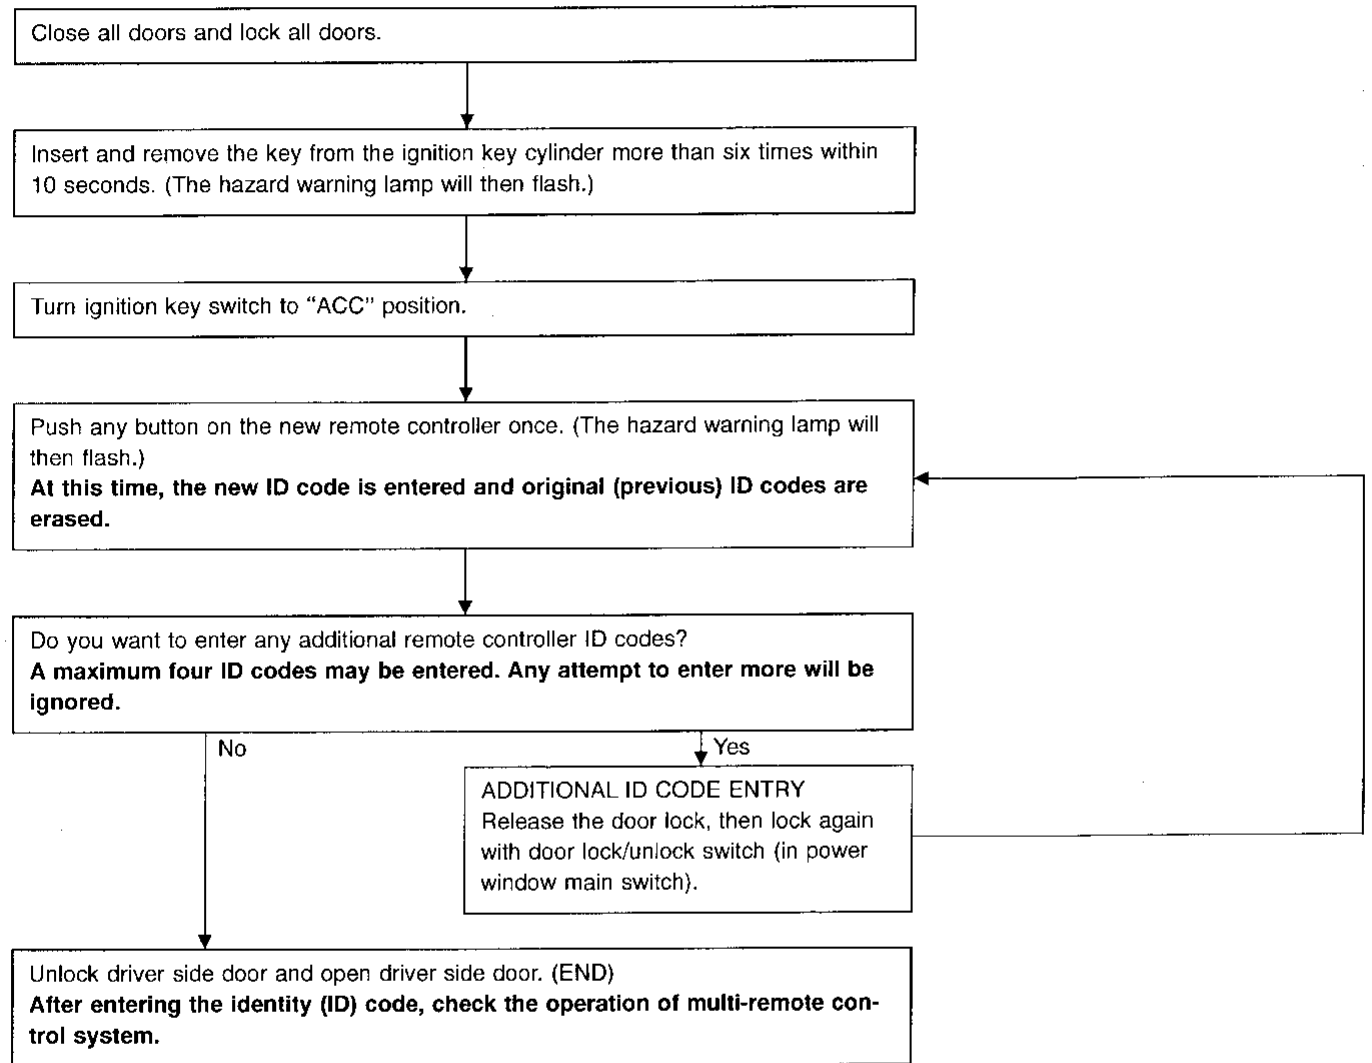 Close all doors and lock all doors.
Insert and remove the key from the ignition key cylinder more than six times within
10 seconds. (The hazard warning lamp will then flash.)
Turn ignition key switch to “ACC” position.
Push any button on the new remote controller once. (The hazard warning lamp will
then flash.)
At this time, the new ID code is entered and original (previous) ID codes are
erased.
Do you want to enter any additional remote controller ID codes?
A maximum four ID codes may be entered. Any attempt to enter more will be
ignored.
No
Yes
ADDITIONAL ID CODE ENTRY
Release the door lock, then lock again
with door lock/unlock switch (in power
window main switch).
Unlock driver side door and open driver side door. (END)
After entering the identity (ID) code, check the operation of multi-remote con-
trol system.